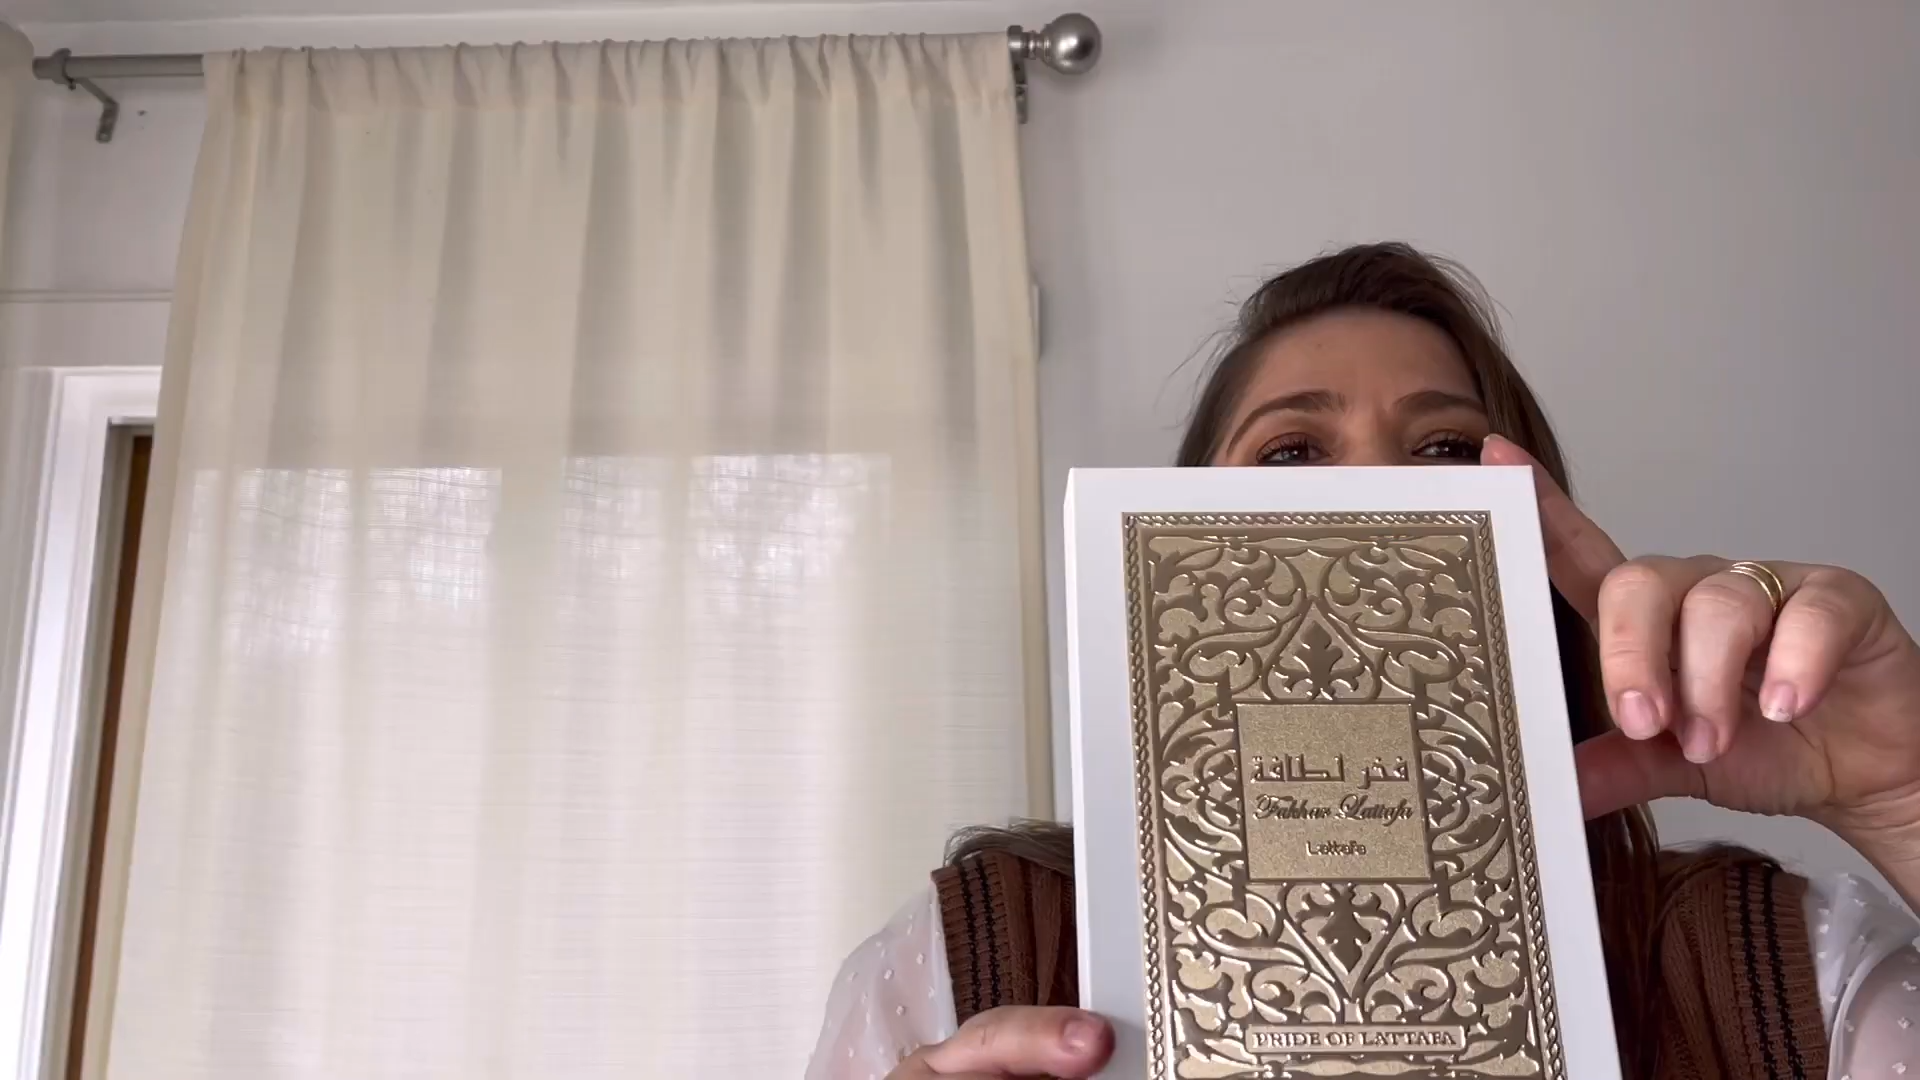 فخر لطافة
Fakhar Lattafa
Lattafa
PRIDE OF LATTAFA